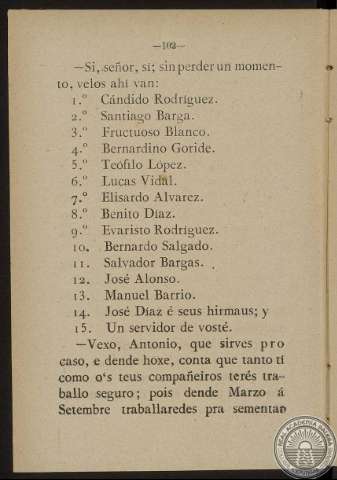 —102—
—Si, señor, si; sin perder un momen-
to, velos ahí van:
1.º Cándido Rodríguez.
2.º Santiago Barga.
3.º Fructuoso Blanco.
4.º Bernardino Goride.
5.º Teófilo López.
6.º Lucas Vidal.
7.º Elisardo Alvarez.
8.º Benito Díaz.
9.º Evaristo Rodríguez.
10. Bernardo Salgado.
11. Salvador Bargas.
12. José Alonso.
13. Manuel Barrio.
14. José Díaz é seus hirmaus; y
15. Un servidor de vosté.
—Vexo, Antonio, que sirves pro
caso, e dende hoxe, conta que tanto tí
como o's teus compañeiros terés tra-
ballo seguro; pois dende Marzo á
Setembre traballaredes pra sementar
REAL ACADEMIA GALEGA